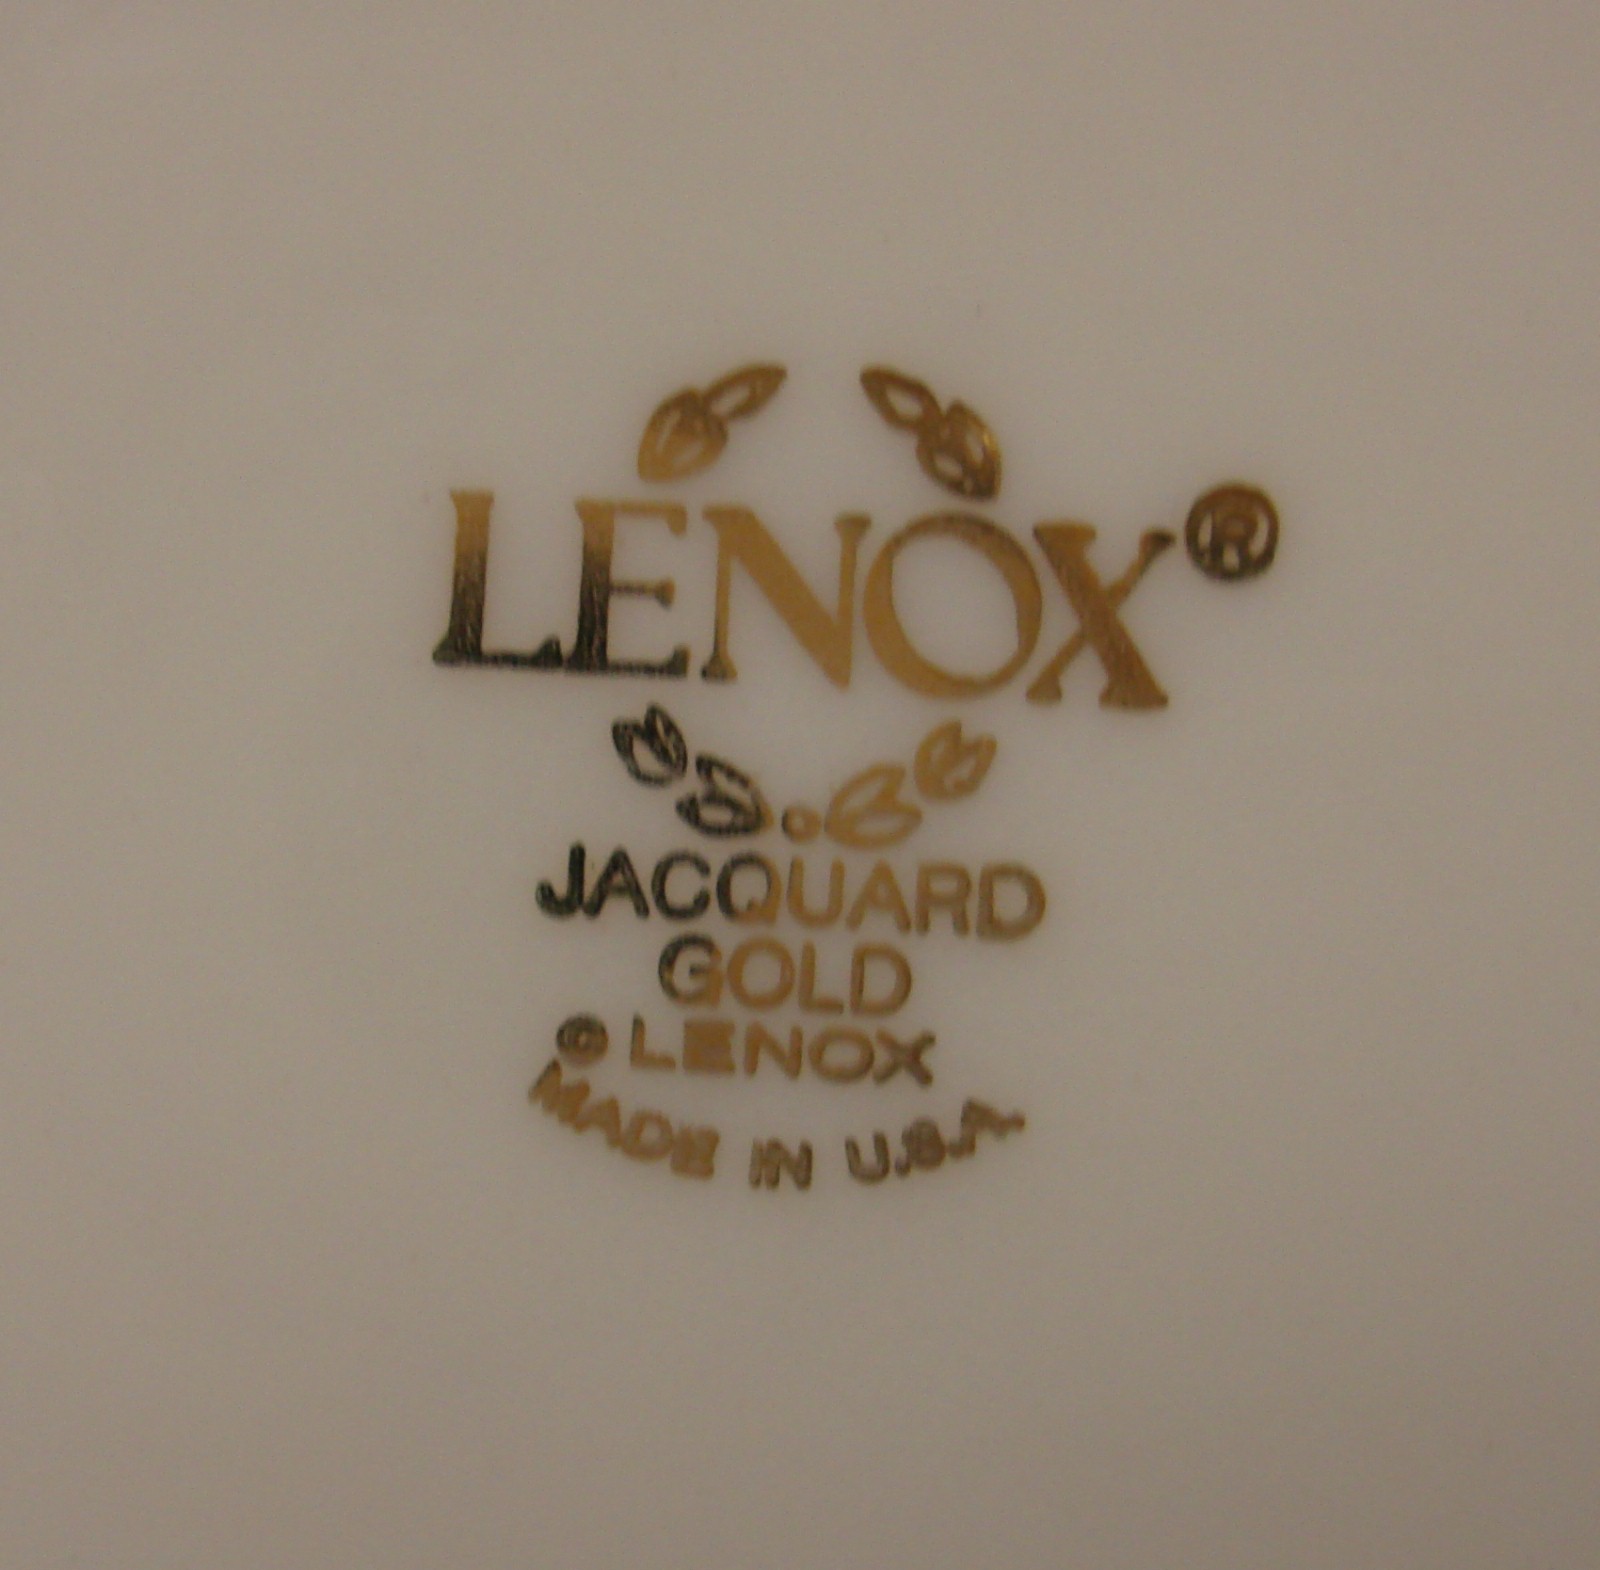 LENOX®
JACQUARD
GOLD
© LENOX
MADE IN U.S.A.